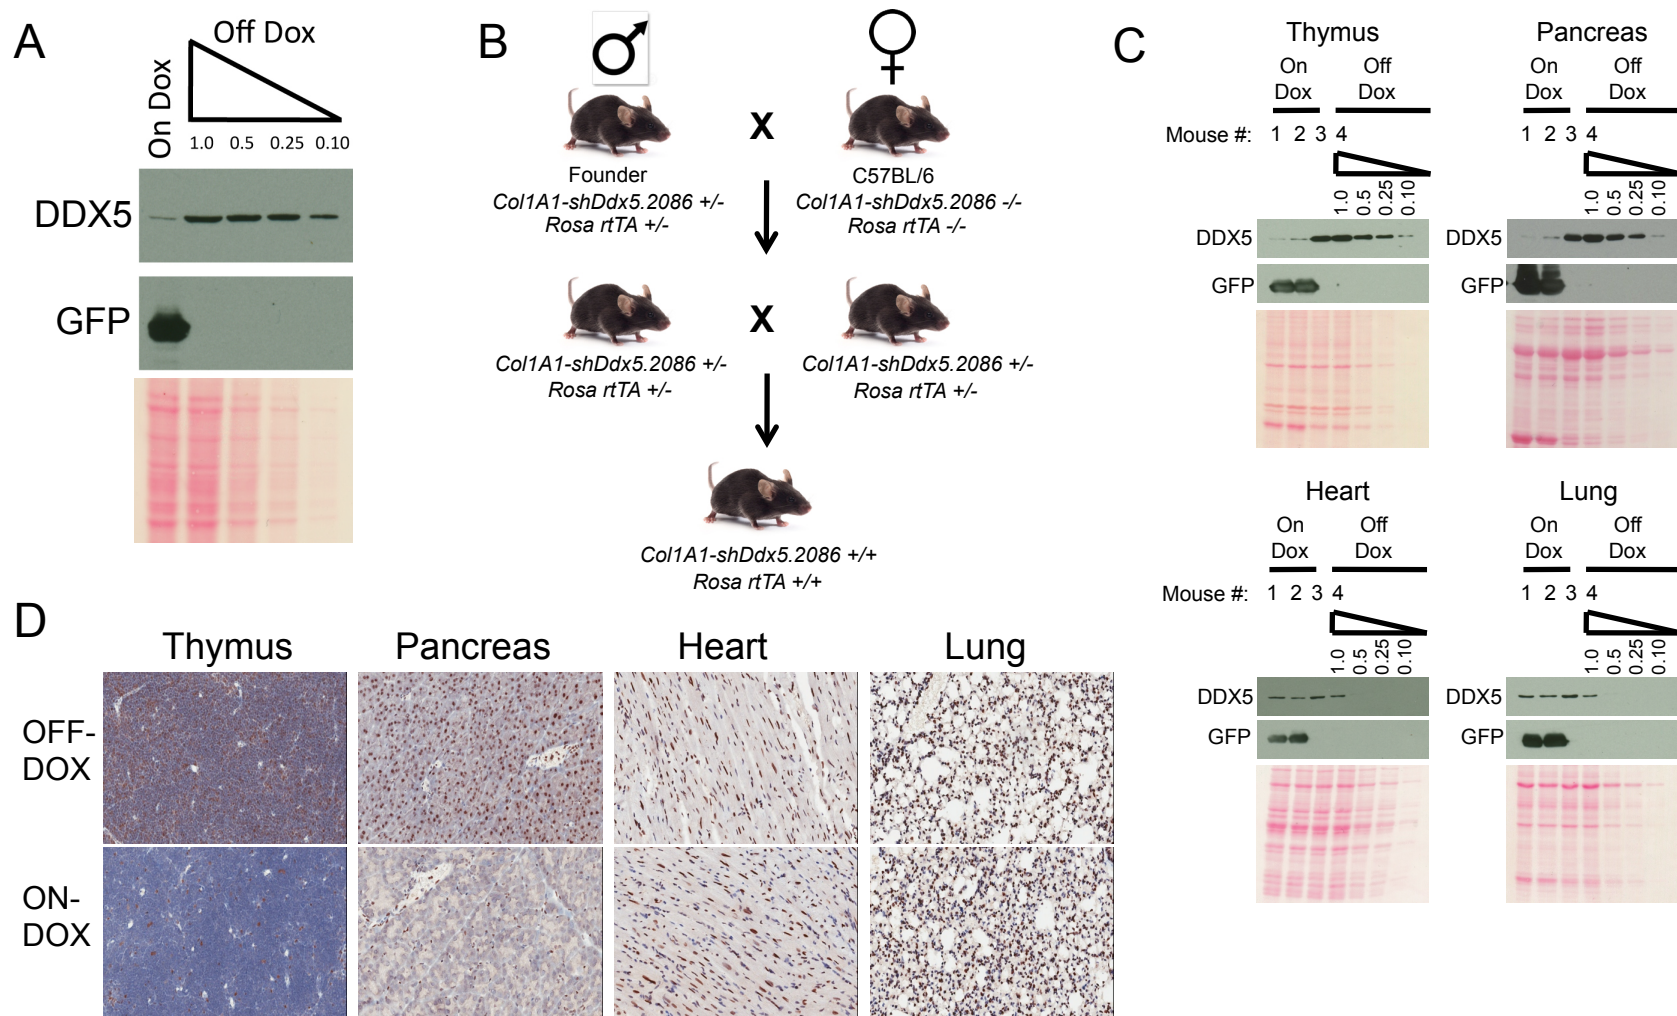 A
Off Dox
On Dox
1.0 0.5 0.25 0.10
DDX5
GFP
B
♂ ♀
X
Founder
Col1A1-shDdx5.2086 +/-
Rosa rtTA +/-
C57BL/6
Col1A1-shDdx5.2086 -/-
Rosa rtTA -/-
X
Col1A1-shDdx5.2086 +/-
Rosa rtTA +/-
Col1A1-shDdx5.2086 +/-
Rosa rtTA +/-
Col1A1-shDdx5.2086 +/+
Rosa rtTA +/+
C
Thymus
On Dox
Off Dox
Mouse #: 1 2 3 4
1.0 0.5 0.25 0.10
DDX5
GFP
Pancreas
On Dox
Off Dox
1 2 3 4
1.0 0.5 0.25 0.10
DDX5
GFP
Heart
On Dox
Off Dox
Mouse #: 1 2 3 4
1.0 0.5 0.25 0.10
DDX5
GFP
Lung
On Dox
Off Dox
1 2 3 4
1.0 0.5 0.25 0.10
DDX5
GFP
D
Thymus Pancreas Heart Lung
OFF-
DOX
ON-
DOX